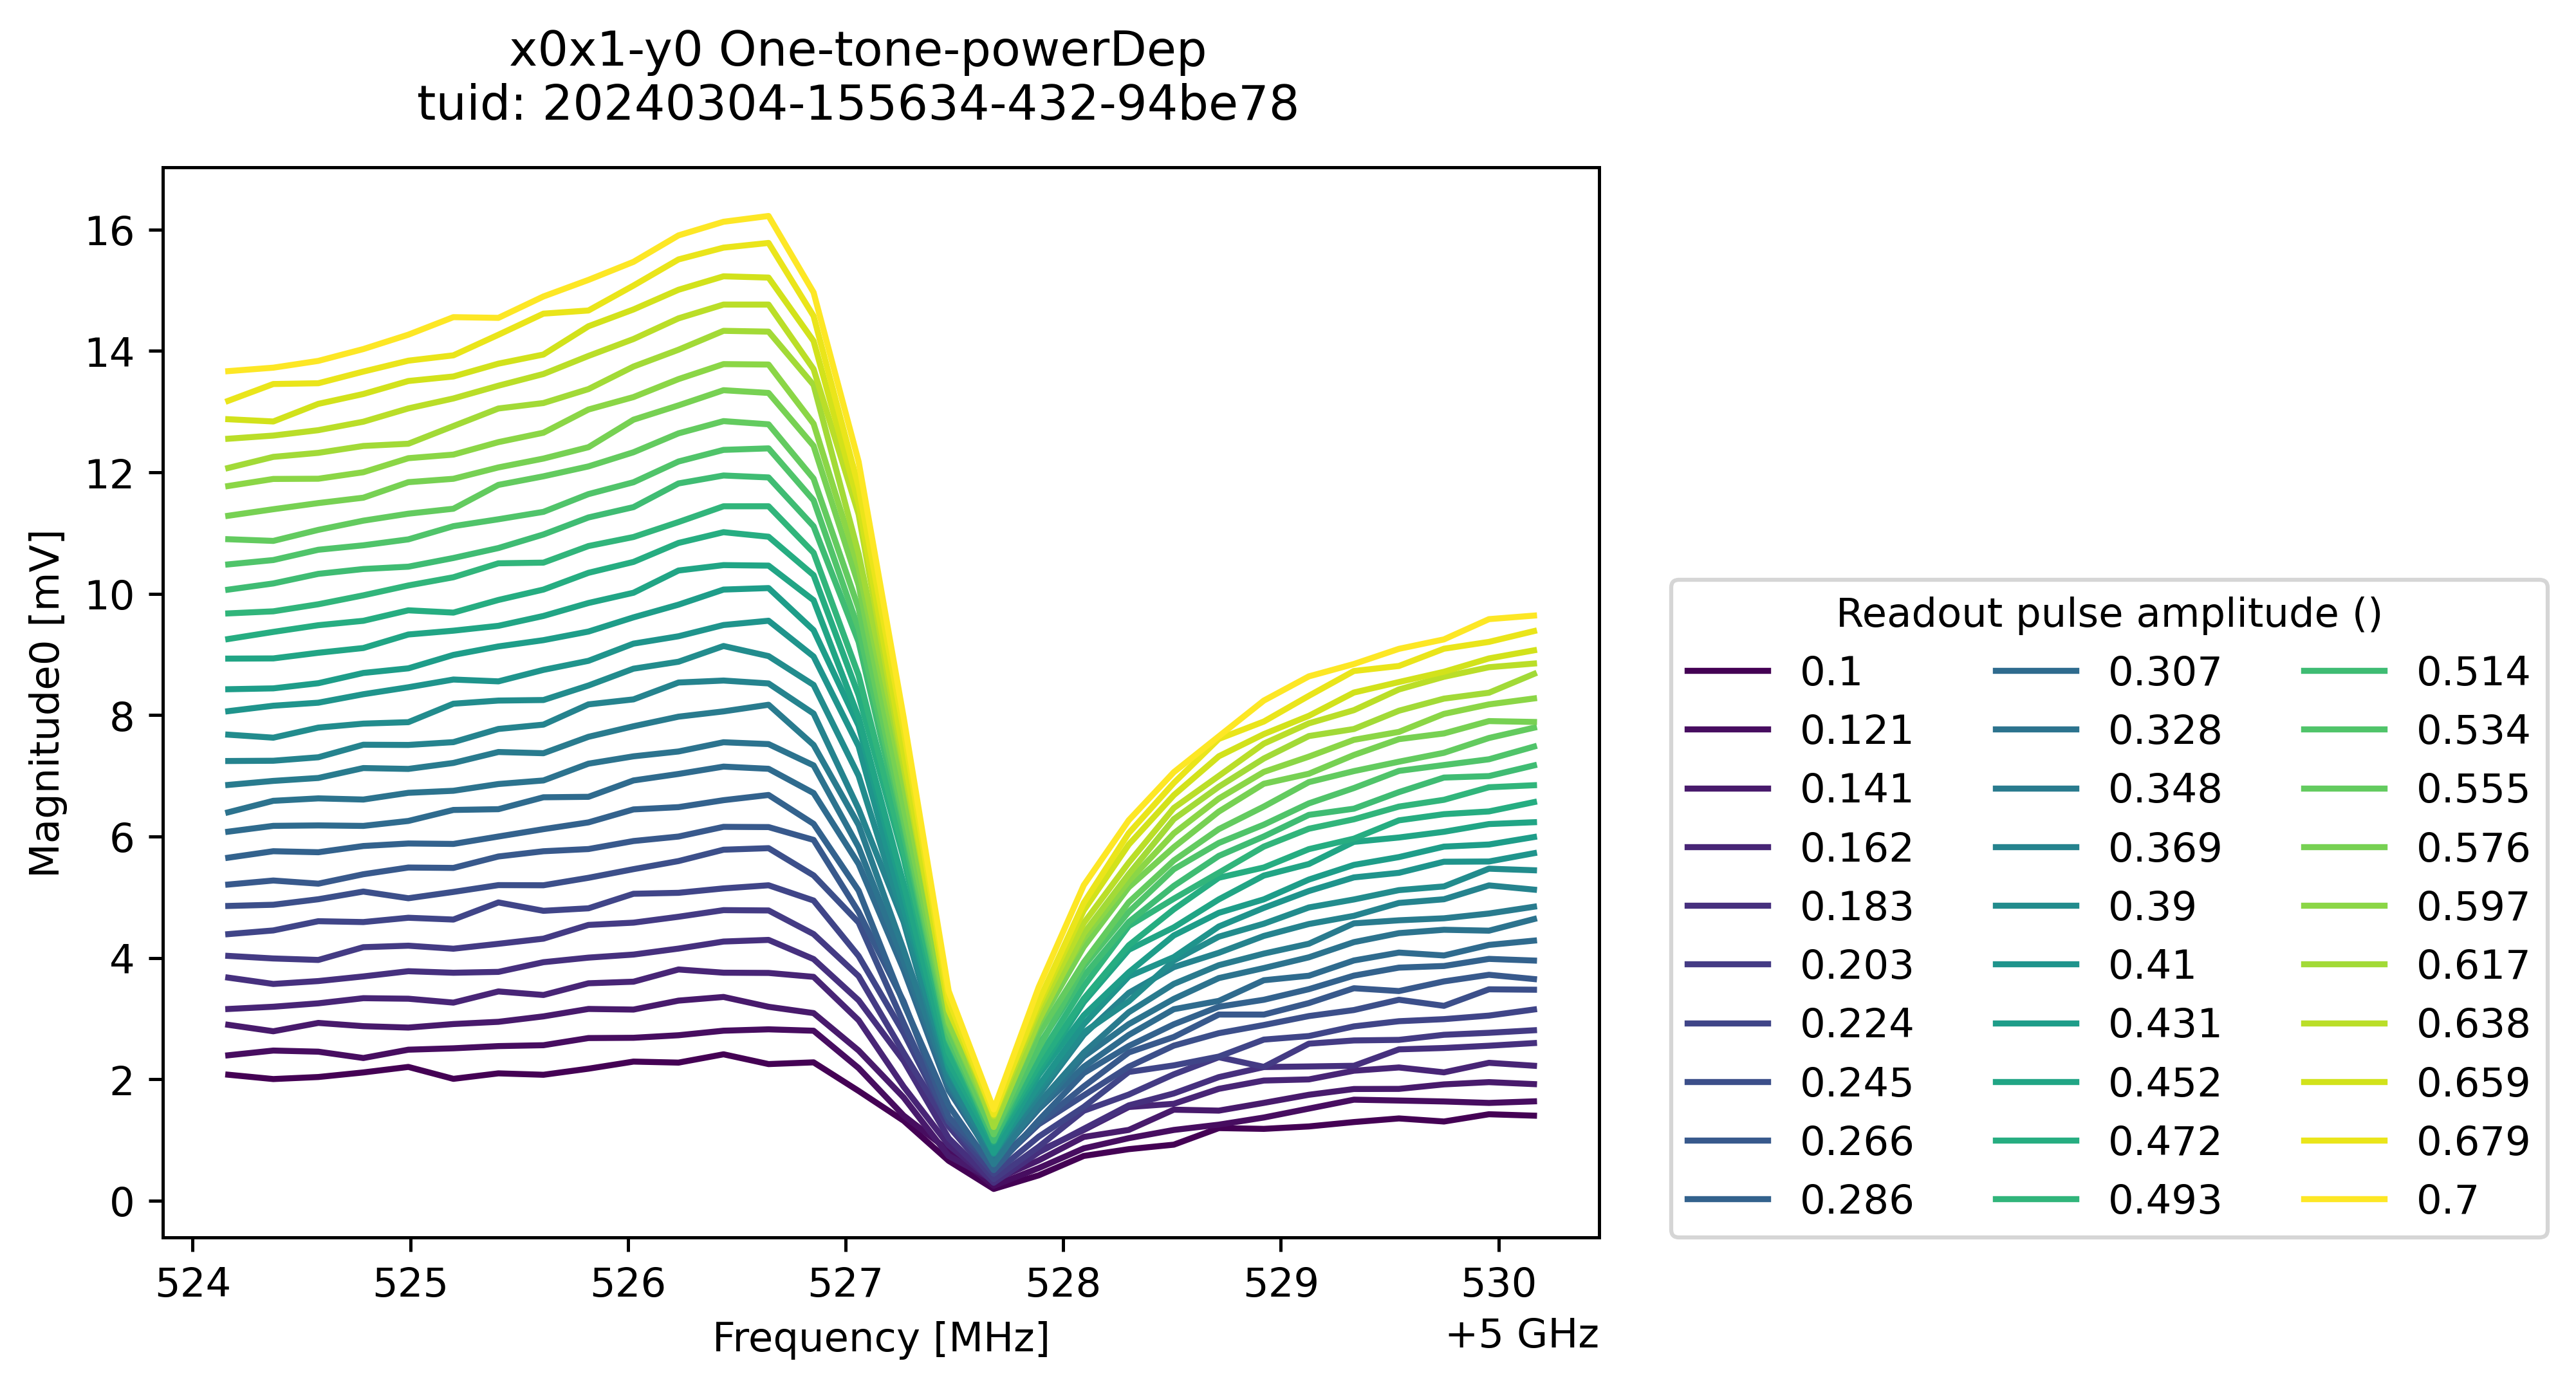 x0x1-y0 One-tone-powerDep
tuid: 20240304-155634-432-94be78
Magnitude0 [mV]
16
14
12
10
8
6
4
2
0
524 525 526 527 528 529 530
Frequency [MHz]
+5 GHz
Readout pulse amplitude ()
0.1 0.307 0.514
0.121 0.328 0.534
0.141 0.348 0.555
0.162 0.369 0.576
0.183 0.39 0.597
0.203 0.41 0.617
0.224 0.431 0.638
0.245 0.452 0.659
0.266 0.472 0.679
0.286 0.493 0.7